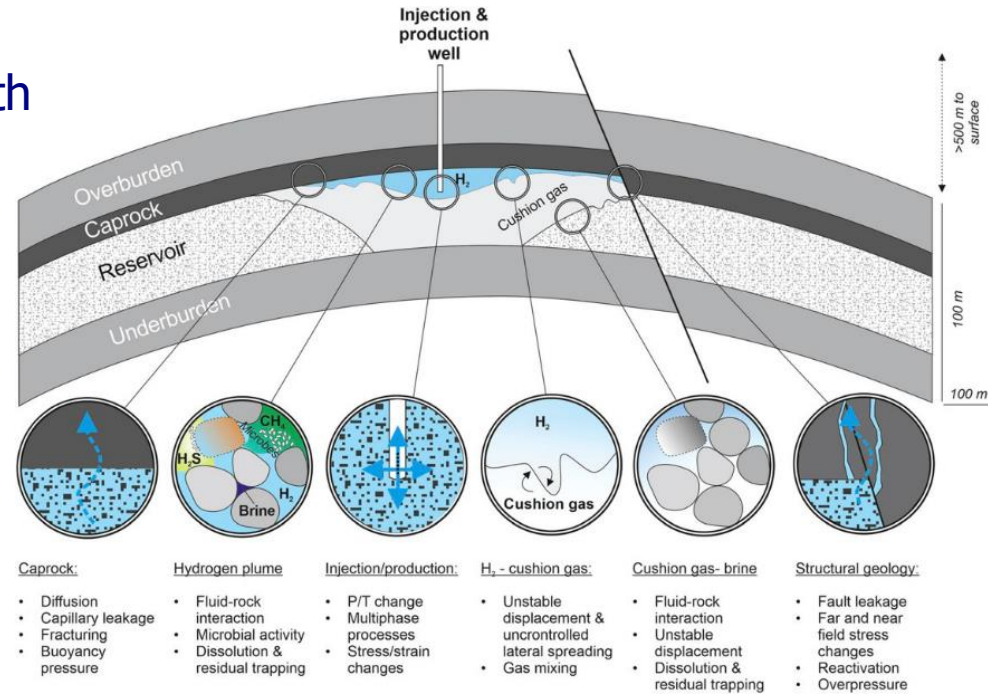 Injection &
production
well
th
>500 m to
surface
Overburden
H₂
Caprock
Cushion gas
Reservoir
Underburden
100 m
100 m
CH₄
Microbes
H₂S
H₂
Brine
H₂
Cushion gas
Caprock:
• Diffusion
• Capillary leakage
• Fracturing
• Buoyancy
pressure
Hydrogen plume
• Fluid-rock
interaction
• Microbial activity
• Dissolution &
residual trapping
Injection/production:
• P/T change
• Multiphase
processes
• Stress/strain
changes
H₂ - cushion gas:
• Unstable
displacement &
uncontrolled
lateral spreading
• Gas mixing
Cushion gas- brine
• Fluid-rock
interaction
• Unstable
displacement
• Dissolution &
residual trapping
Structural geology:
• Fault leakage
• Far and near
field stress
changes
• Reactivation
• Overpressure